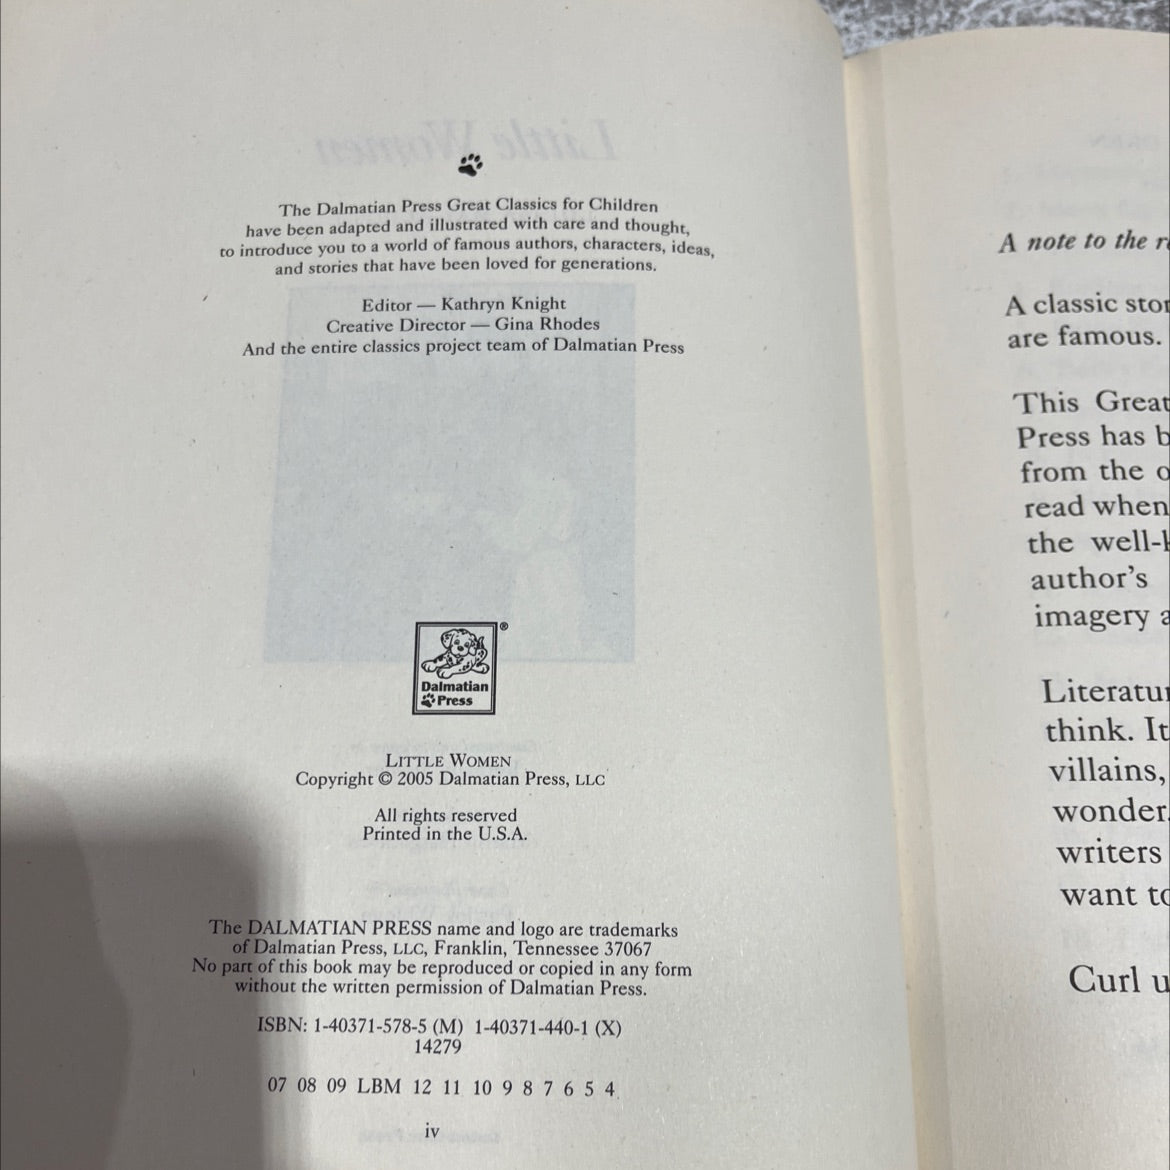 Little Women
The Dalmatian Press Great Classics for Children
have been adapted and illustrated with care and thought,
to introduce you to a world of famous authors, characters, ideas,
and stories that have been loved for generations.
Editor — Kathryn Knight
Creative Director — Gina Rhodes
And the entire classics project team of Dalmatian Press
®
Dalmatian
Press
LITTLE WOMEN
Copyright © 2005 Dalmatian Press, LLC
All rights reserved
Printed in the U.S.A.
The DALMATIAN PRESS name and logo are trademarks
of Dalmatian Press, LLC, Franklin, Tennessee 37067
No part of this book may be reproduced or copied in any form
without the written permission of Dalmatian Press.
ISBN: 1-40371-578-5 (M) 1-40371-440-1 (X)
14279
07 08 09 LBM 12 11 10 9 8 7 6 5 4
iv
A note to the
A classic
are famous.
This Great
Press has
from the
read when
the
author's
imagery
think. It
villains,
wonder.
writers
want
Curl